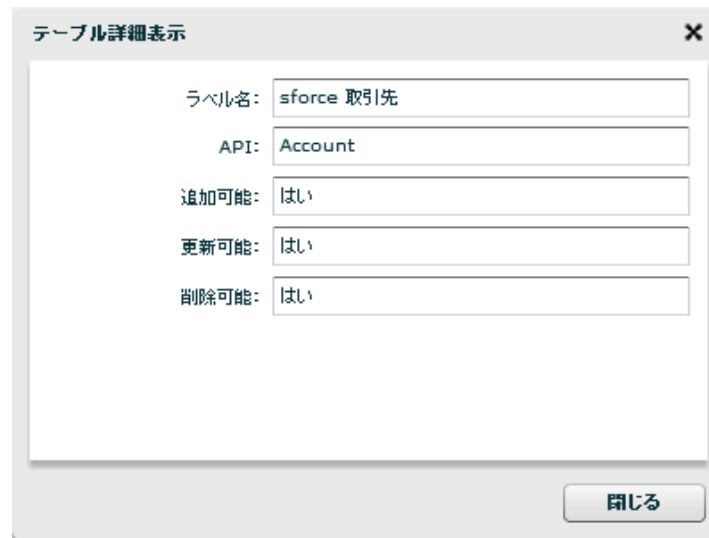 テーブル詳細表示
ラベル名: sforce 取引先
API: Account
追加可能: はい
更新可能: はい
削除可能: はい
閉じる